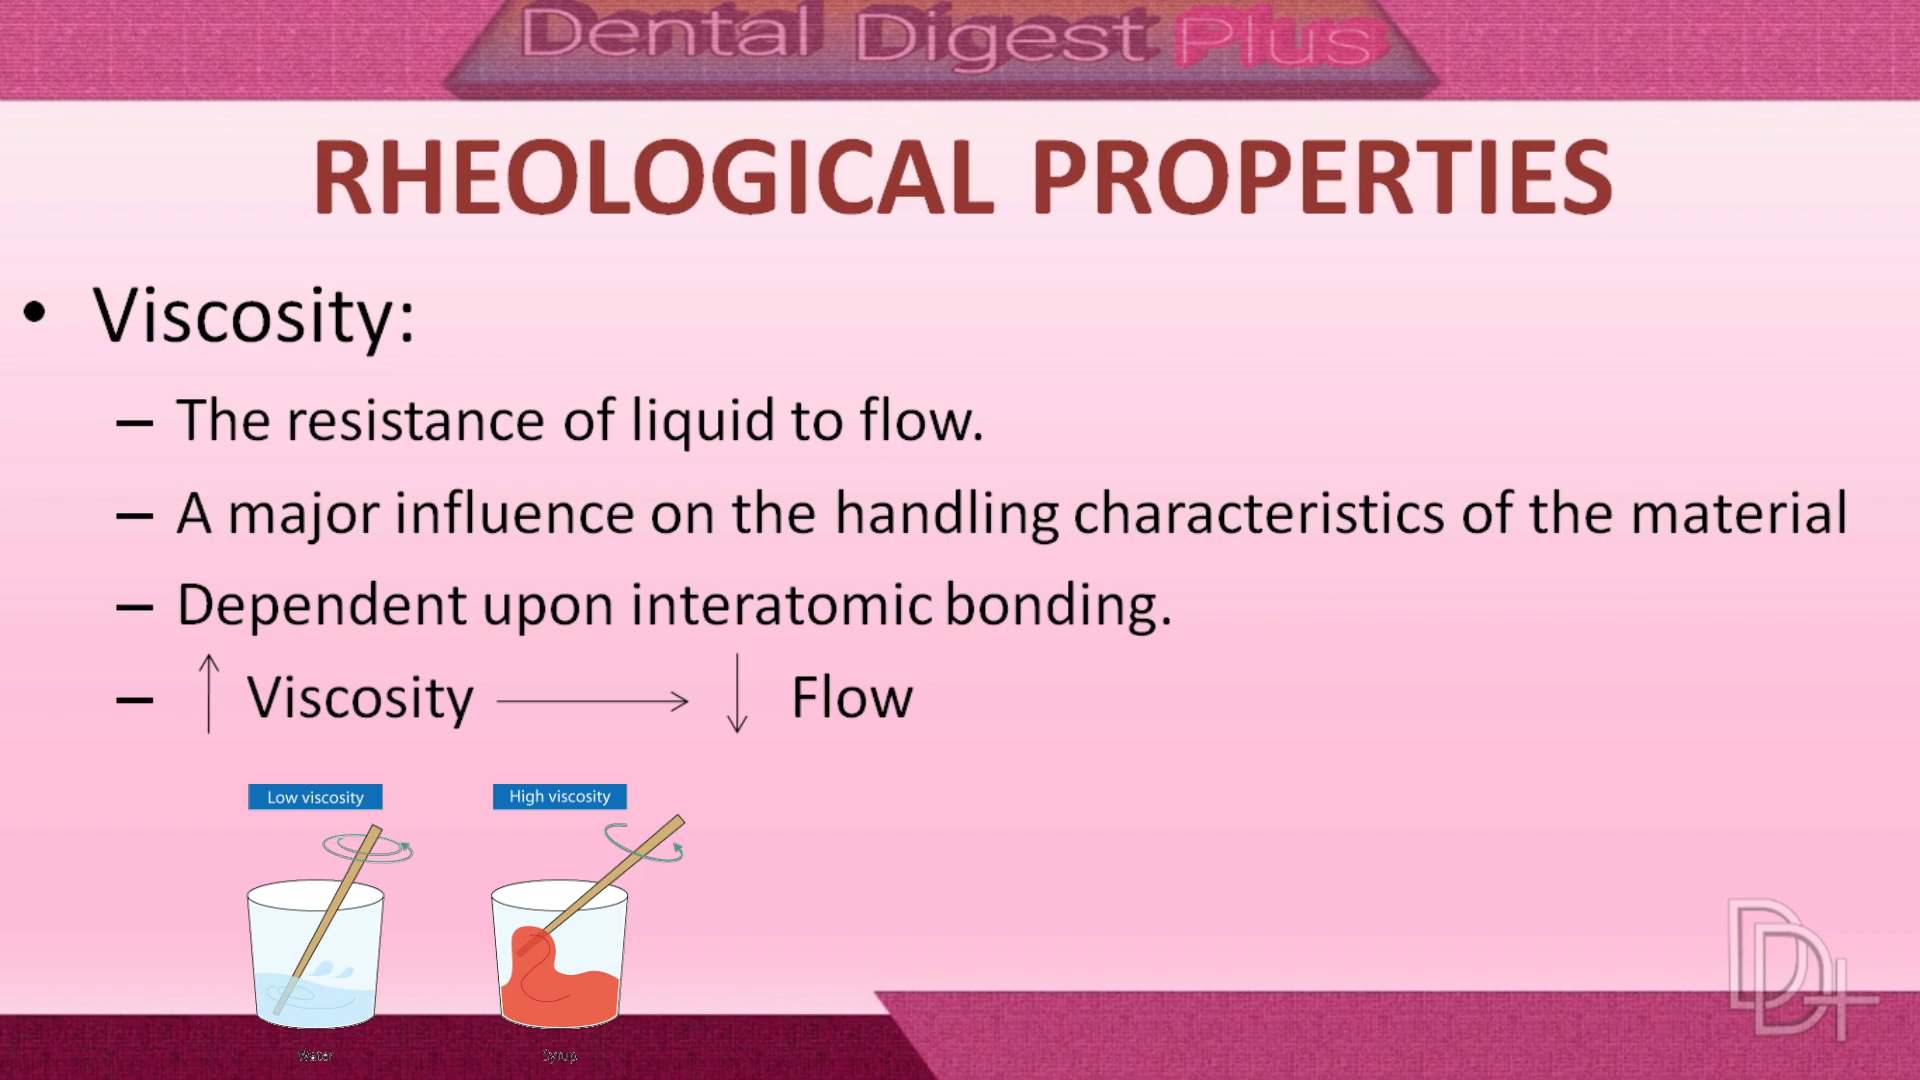 Dental Digest Plus
RHEOLOGICAL PROPERTIES
• Viscosity:
– The resistance of liquid to flow.
– A major influence on the handling characteristics of the material
– Dependent upon interatomic bonding.
– ↑ Viscosity → ↓ Flow
Low viscosity High viscosity
Water Syrup
DD+